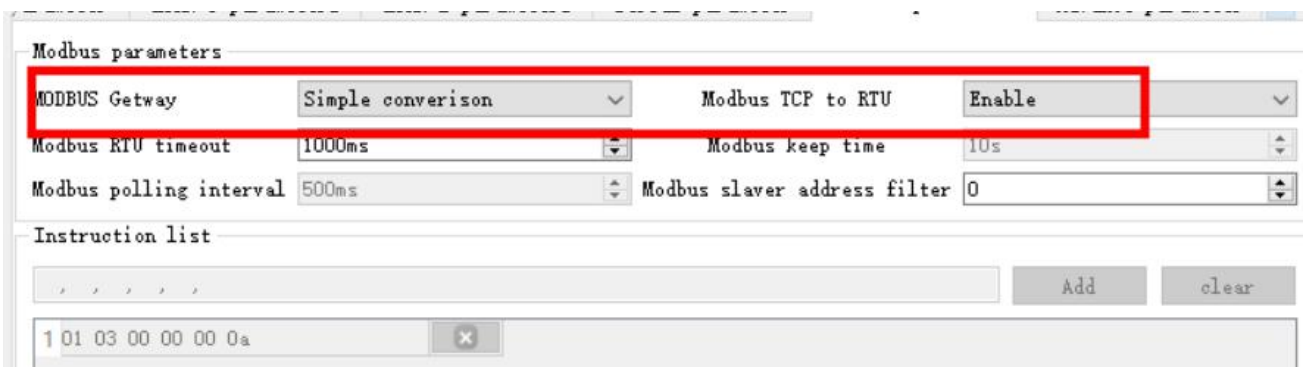 Modbus parameters
MODBUS Getway Simple converison Modbus TCP to RTU Enable
Modbus RTU timeout 1000ms Modbus keep time 10s
Modbus polling interval 500ms Modbus slaver address filter 0
Instruction list
, , , , ,
Add clear
1 01 03 00 00 00 0a